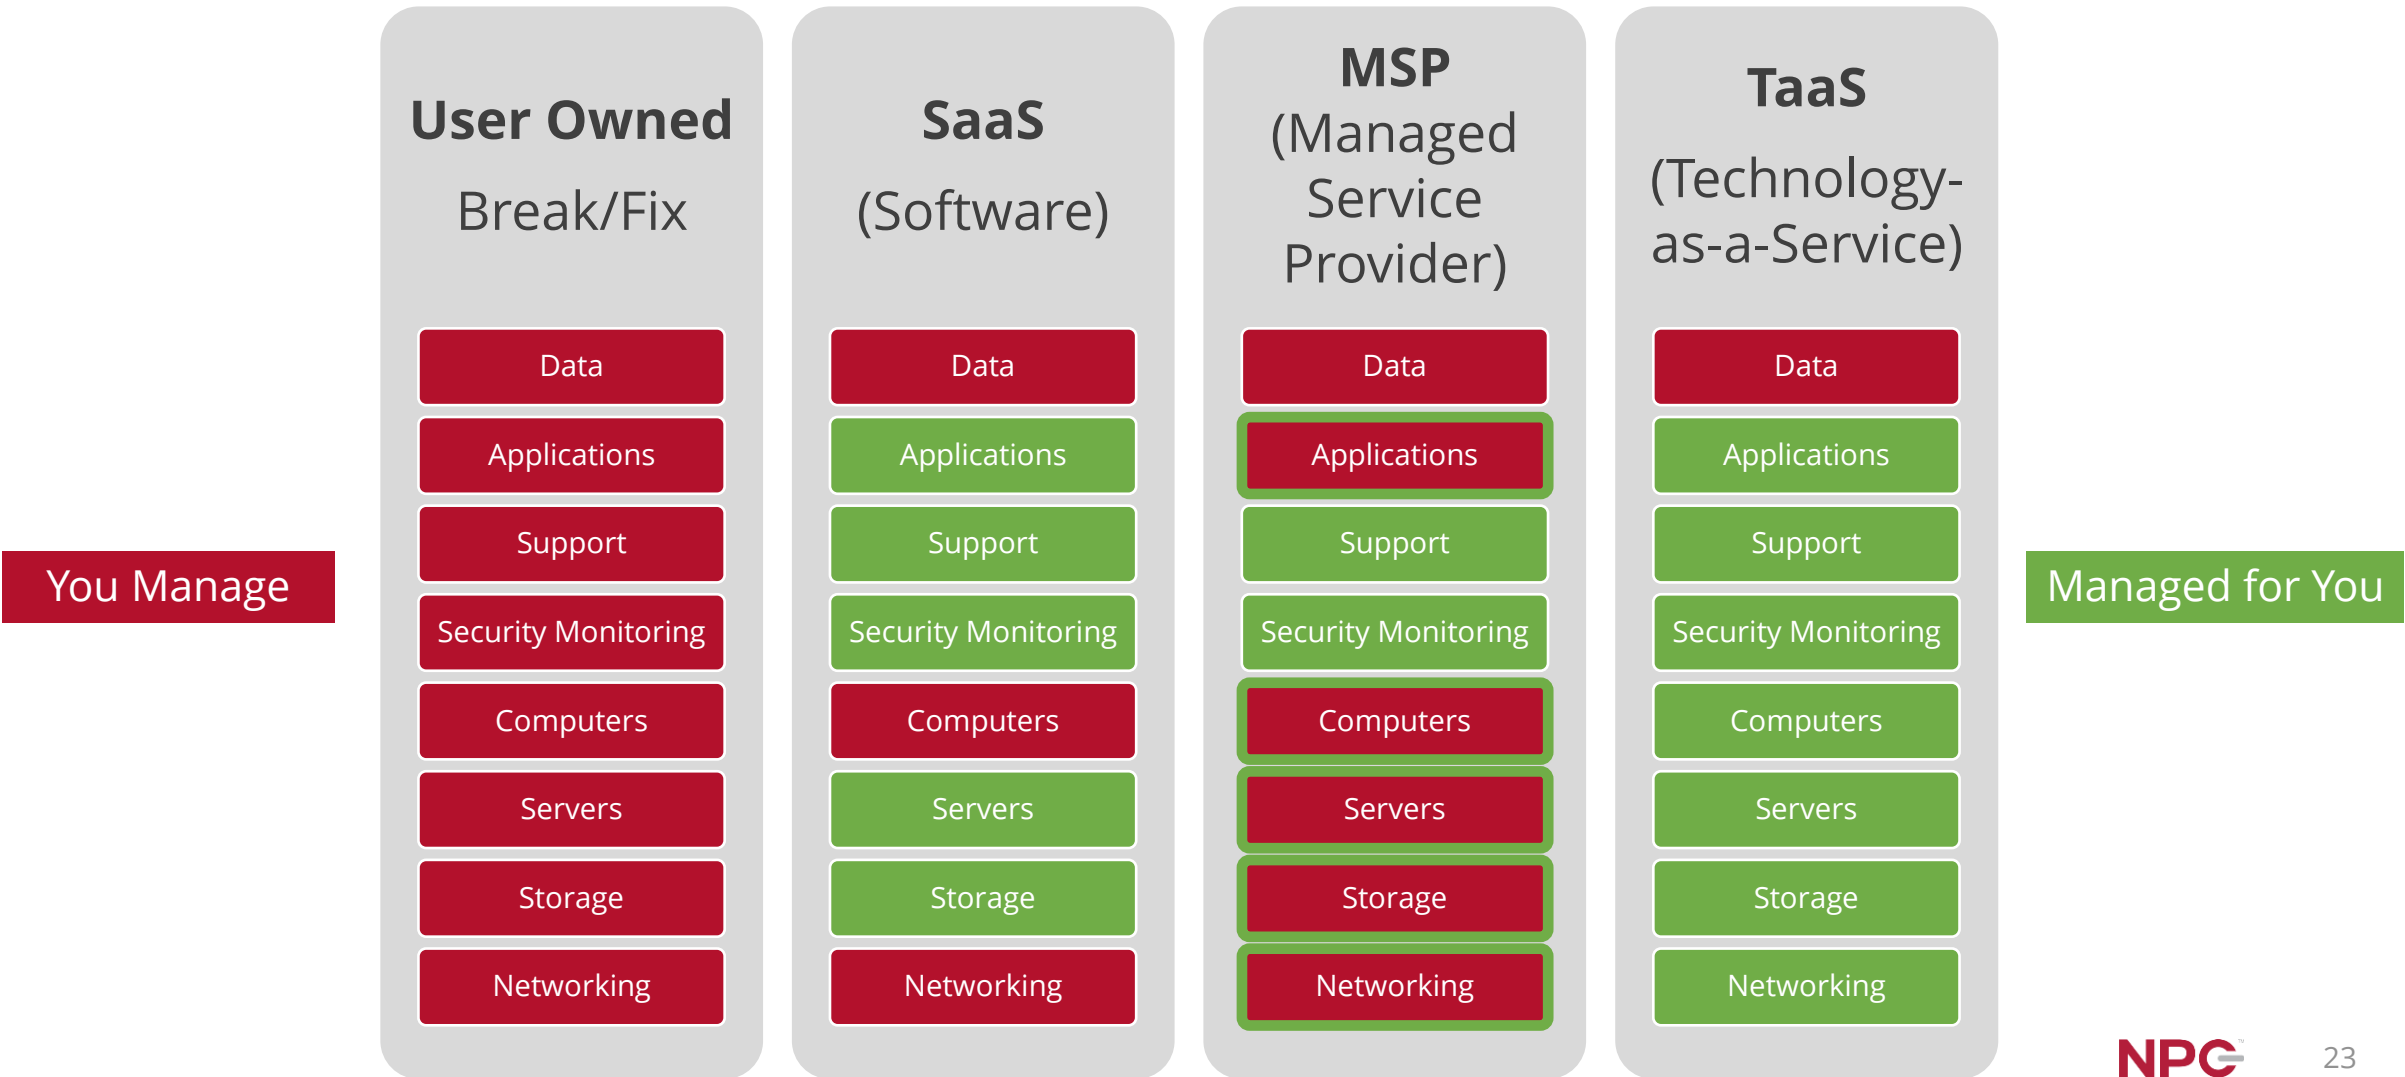 User Owned
Break/Fix
Data
Applications
Support
Security Monitoring
Computers
Servers
Storage
Networking
SaaS
(Software)
Data
Applications
Support
Security Monitoring
Computers
Servers
Storage
Networking
MSP
(Managed
Service
Provider)
Data
Applications
Support
Security Monitoring
Computers
Servers
Storage
Networking
TaaS
(Technology-
as-a-Service)
Data
Applications
Support
Security Monitoring
Computers
Servers
Storage
Networking
You Manage
Managed for You
NPC™
23